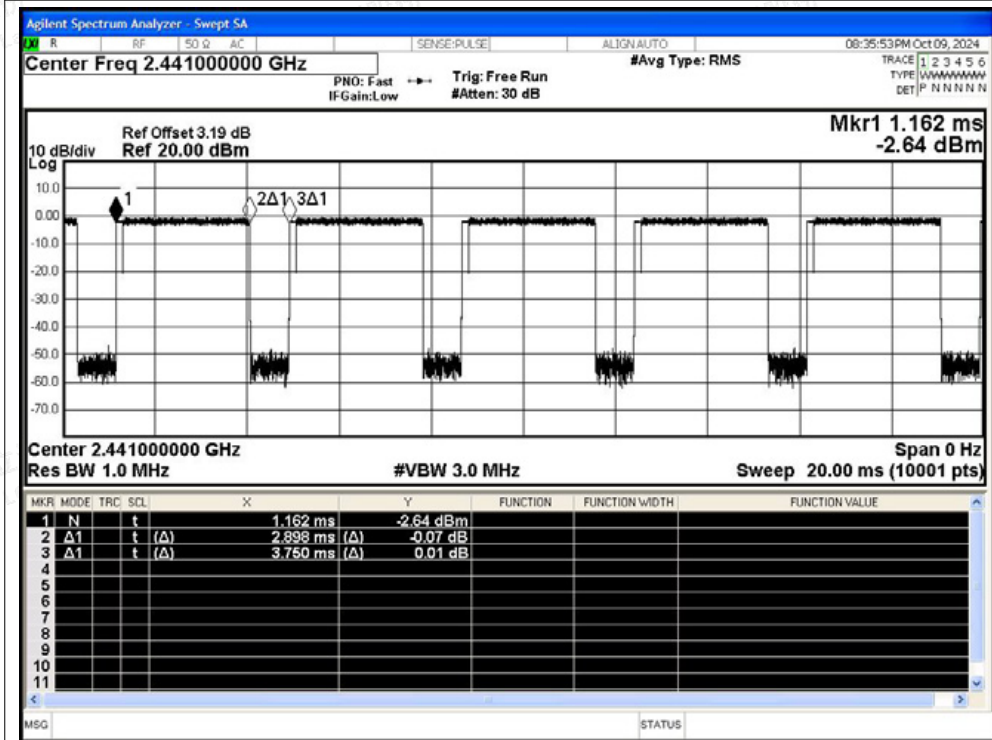 Agilent Spectrum Analyzer - Swept SA
LXI R RF 50 Ω AC SENSE:PULSE ALIGN AUTO 08:35:53 PM Oct 09, 2024
Center Freq 2.441000000 GHz #Avg Type: RMS TRACE 1 2 3 4 5 6
PNO: Fast Trig: Free Run TYPE WWWWWW
IFGain:Low #Atten: 30 dB DET P N N N N N
Mkr1 1.162 ms
Ref Offset 3.19 dB
10 dB/div Ref 20.00 dBm -2.64 dBm
Log
10.0
1 2Δ1 3Δ1
0.00
-10.0
-20.0
-30.0
-40.0
-50.0
-60.0
-70.0
Center 2.441000000 GHz Span 0 Hz
Res BW 1.0 MHz #VBW 3.0 MHz Sweep 20.00 ms (10001 pts)
MKR MODE TRC SCL X Y FUNCTION FUNCTION WIDTH FUNCTION VALUE
1 N t 1.162 ms -2.64 dBm
2 Δ1 t (Δ) 2.898 ms (Δ) -0.07 dB
3 Δ1 t (Δ) 3.750 ms (Δ) 0.01 dB
4
5
6
7
8
9
10
11
MSG STATUS